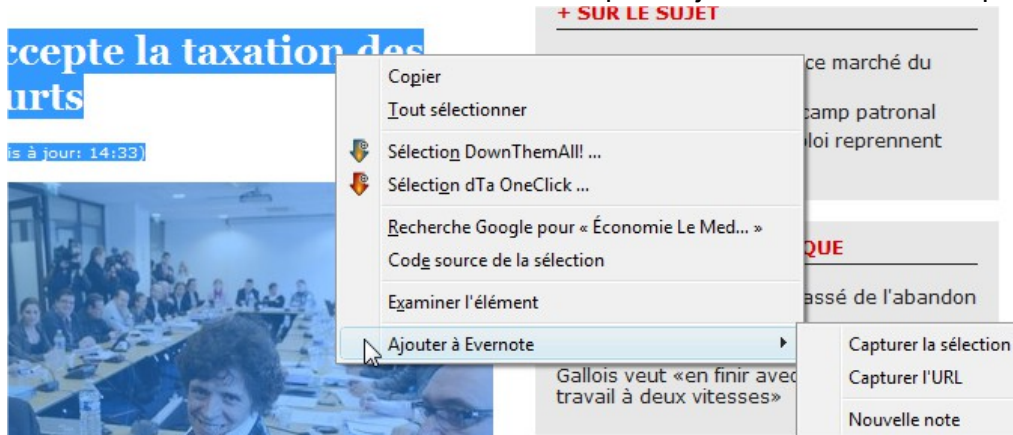 + SUR LE SUJET
ccepte la taxation des
urts
is à jour: 14:33)
ce marché du
camp patronal
loi reprennent
Copier
Tout sélectionner
Sélection DownThemAll! ...
Sélection dTa OneClick ...
Recherche Google pour « Économie Le Med... »
Code source de la sélection
Examiner l'élément
Ajouter à Evernote
QUE
assé de l'abandon
Gallois veut «en finir avec
travail à deux vitesses»
Capturer la sélection
Capturer l'URL
Nouvelle note